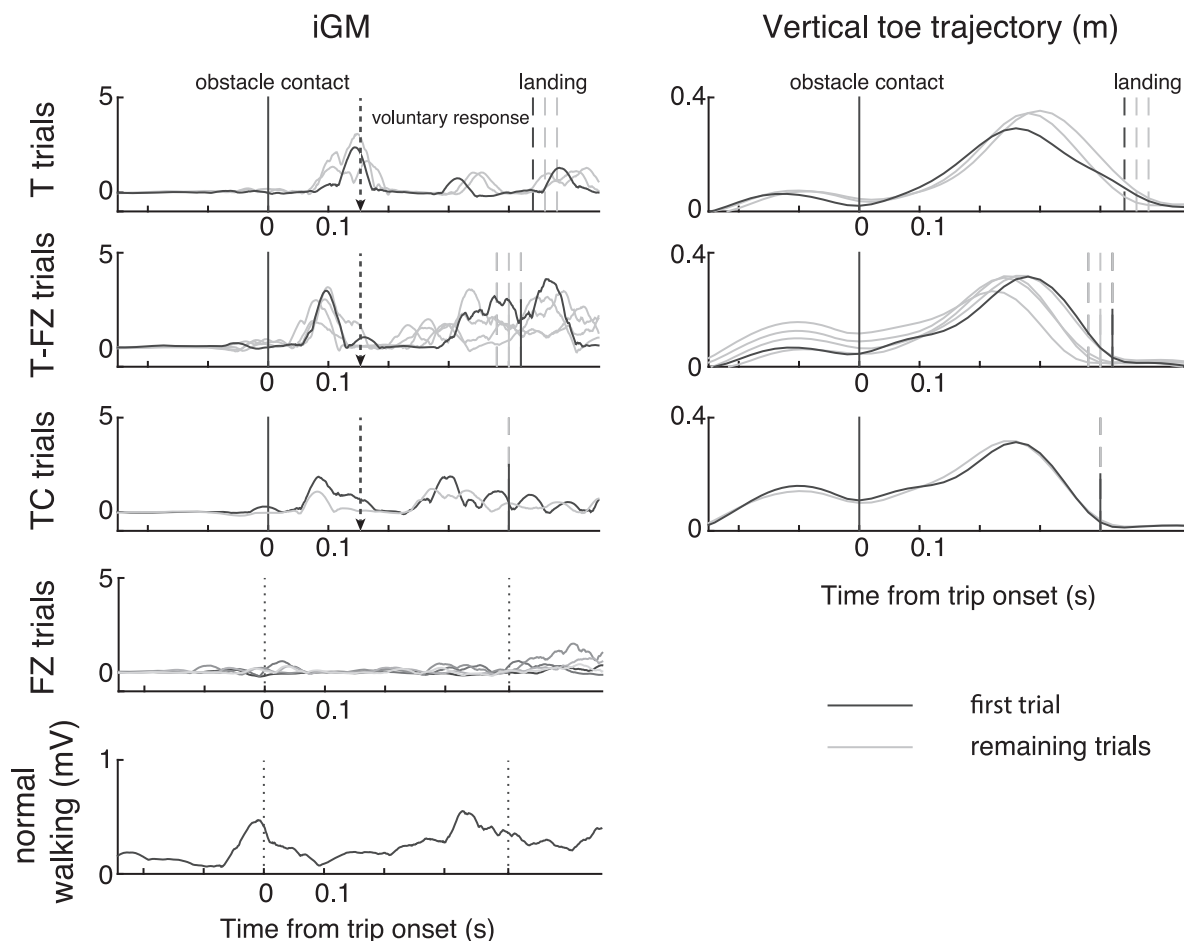 iGM
Vertical toe trajectory (m)
obstacle contact
landing
obstacle contact
landing
T trials
5
0
voluntary response
0
0.1
0.4
0
0
0.1
T-FZ trials
5
0
0
0.1
0.4
0
0
0.1
TC trials
5
0
0
0.1
0.4
0
0
0.1
Time from trip onset (s)
FZ trials
5
0
0
0.1
first trial
remaining trials
normal
walking (mV)
1
0
0
0.1
Time from trip onset (s)